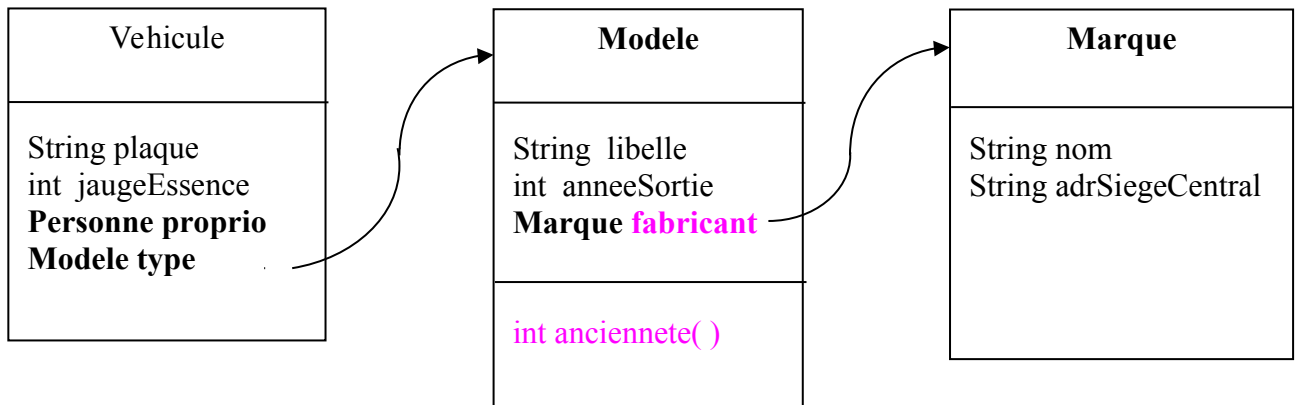 Vehicule
String plaque
int jaugeEssence
Personne proprio
Modele type
Modele
String libelle
int anneeSortie
Marque fabricant
int anciennete( )
Marque
String nom
String adrSiegeCentral